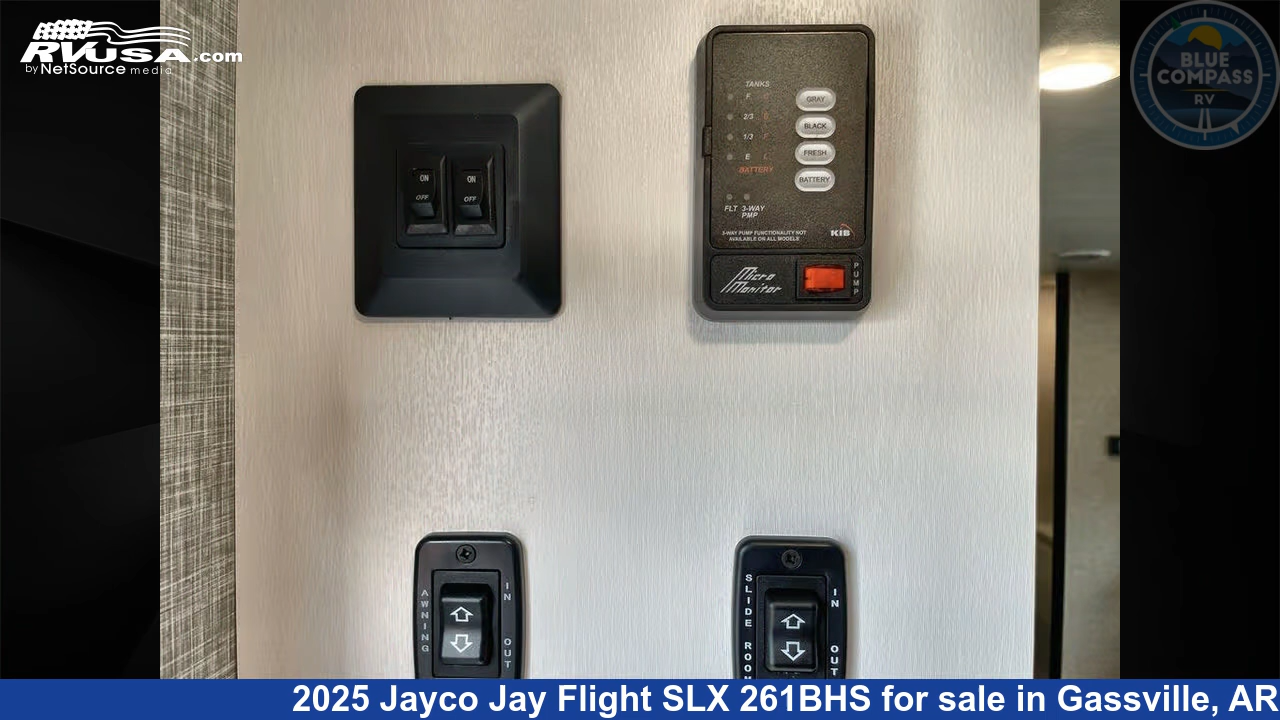 RVUSA.com
by NetSource media
BLUE
COMPASS
RV
ON
OFF
ON
OFF
TANKS
F
2/3
1/3
E L
BATTERY
GRAY
BLACK
FRESH
BATTERY
FLT 3-WAY
PMP
3-WAY PUMP FUNCTIONALITY NOT
AVAILABLE ON ALL MODELS
KIB
Micro
Monitor
PUMP
AWNING
IN
OUT
SLIDE ROOM
IN
OUT
2025 Jayco Jay Flight SLX 261BHS for sale in Gassville, AR